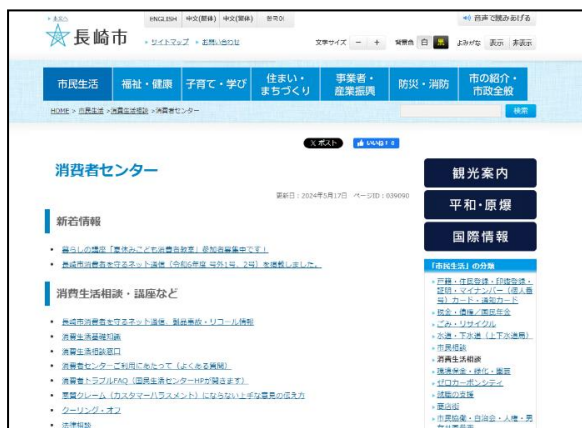 本文へ
ENGLISH 中文(簡体) 中文(繁体) 한국어
音声で読みあげる
長崎市
サイトマップ お問い合わせ
文字サイズ － ＋ 背景色 白 黒 よみがな 表示 非表示
市民生活
福祉・健康
子育て・学び
住まい・
まちづくり
事業者・
産業振興
防災・消防
市の紹介・
市政全般
HOME > 市民生活 >消費生活相談 >消費者センター
検索
X ポスト
いいね！ 0
消費者センター
更新日：2024年5月17日 ページID：039090
新着情報
暮らしの講座「夏休みこども消費者教室」参加者募集中です！
長崎市消費者を守るネット通信（令和6年度 号外1号、2号）を掲載しました。
消費生活相談・講座など
長崎市消費者を守るネット通信、製品事故・リコール情報
消費生活基礎知識
消費生活相談窓口
消費者センターご利用にあたって（よくある質問）
消費者トラブルFAQ（国民生活センターHPが開きます）
悪質クレーム（カスタマーハラスメント）にならない上手な意見の伝え方
クーリング・オフ
法律相談
観光案内
平和・原爆
国際情報
「市民生活」の分類
戸籍・住民登録・印鑑登録・
証明・マイナンバー（個人番
号）カード・通知カード
税金・債権／国民年金
ごみ・リサイクル
水道・下水道（上下水道局）
市民相談
消費生活相談
環境保全・緑化・墓苑
ゼロカーボンシティ
就職の支援
商店街
市民協働・自治会・人権・男